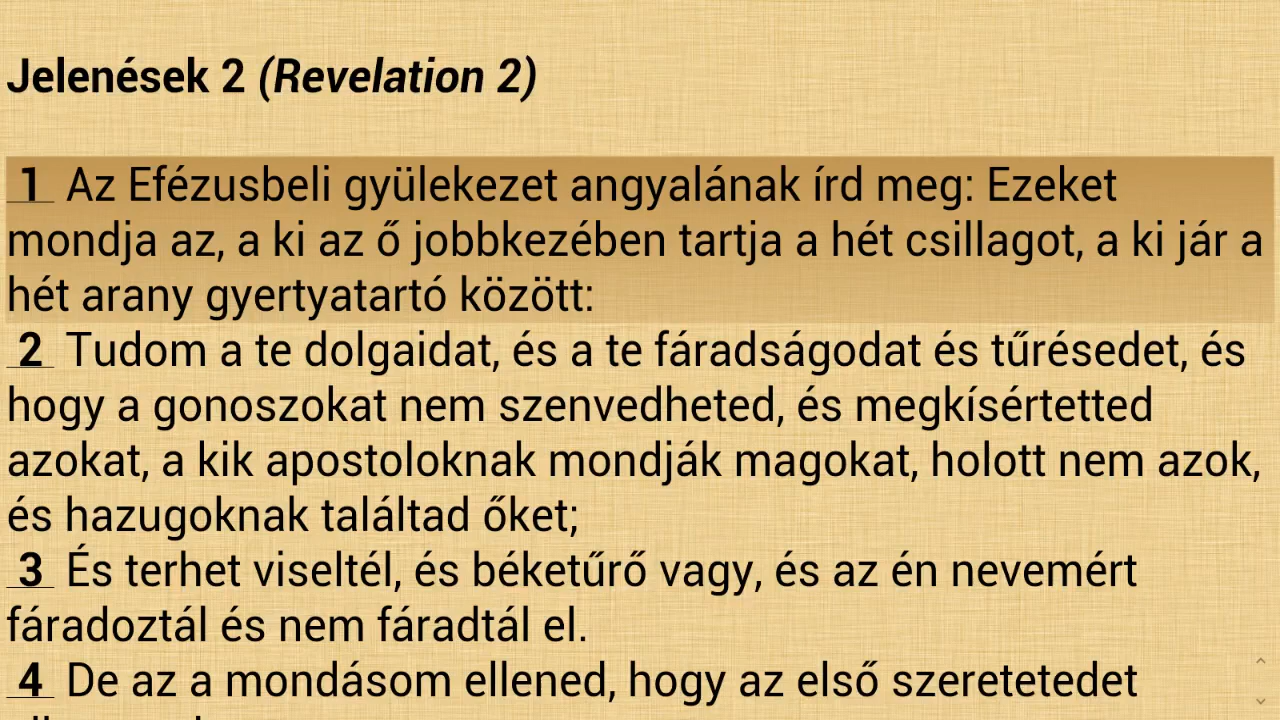 Jelenések 2 (Revelation 2)
1 Az Efézusbeli gyülekezet angyalának írd meg: Ezeket
mondja az, a ki az ő jobbkezében tartja a hét csillagot, a ki jár a
hét arany gyertyatartó között:
2 Tudom a te dolgaidat, és a te fáradságodat és tűrésedet, és
hogy a gonoszokat nem szenvedheted, és megkísértetted
azokat, a kik apostoloknak mondják magokat, holott nem azok,
és hazugoknak találtad őket;
3 És terhet viseltél, és béketűrő vagy, és az én nevemért
fáradoztál és nem fáradtál el.
4 De az a mondásom ellened, hogy az első szeretetedet